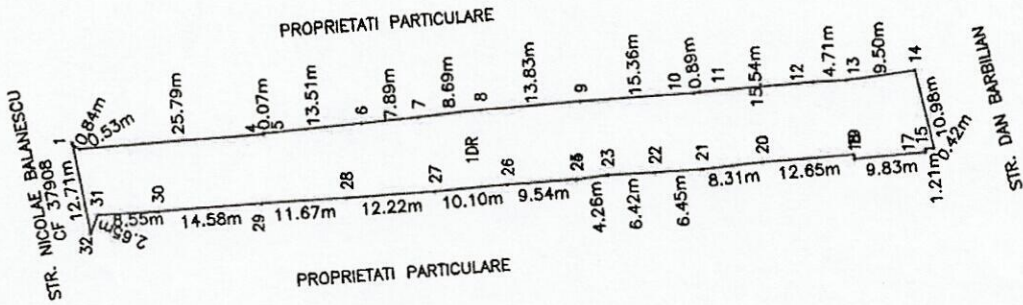 PROPRIETATI PARTICULARE
STR. NICOLAE BALANESCU
CF 37908
STR. DAN BARBILIAN
1
0.84m
0.53m
25.79m
4
0.07m
5
13.51m
6
7.89m
7
8.69m
8
13.83m
9
15.36m
10
0.89m
11
15.54m
12
4.71m
13
9.50m
14
10.98m
15
0.42m
1.21m
17
9.83m
12.65m
20
8.31m
21
6.45m
22
6.42m
23
4.26m
9.54m
26
10.10m
1DR
27
12.22m
28
11.67m
29
14.58m
30
8.55m
31
2.65m
32
12.71m
PROPRIETATI PARTICULARE